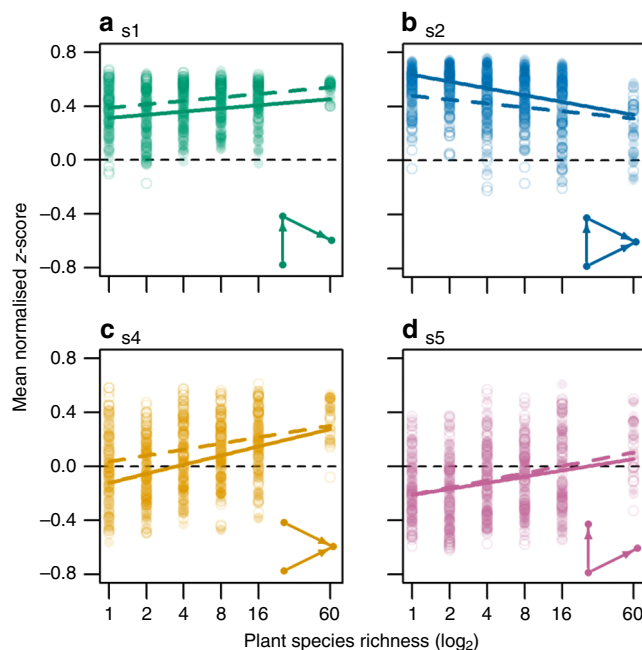 a s1
b s2
0.8
0.4
0.0
−0.4
−0.8
c s4
d s5
0.8
0.4
0.0
−0.4
−0.8
1 2 4 8 16 60
1 2 4 8 16 60
Mean normalised z-score
Plant species richness (log2)